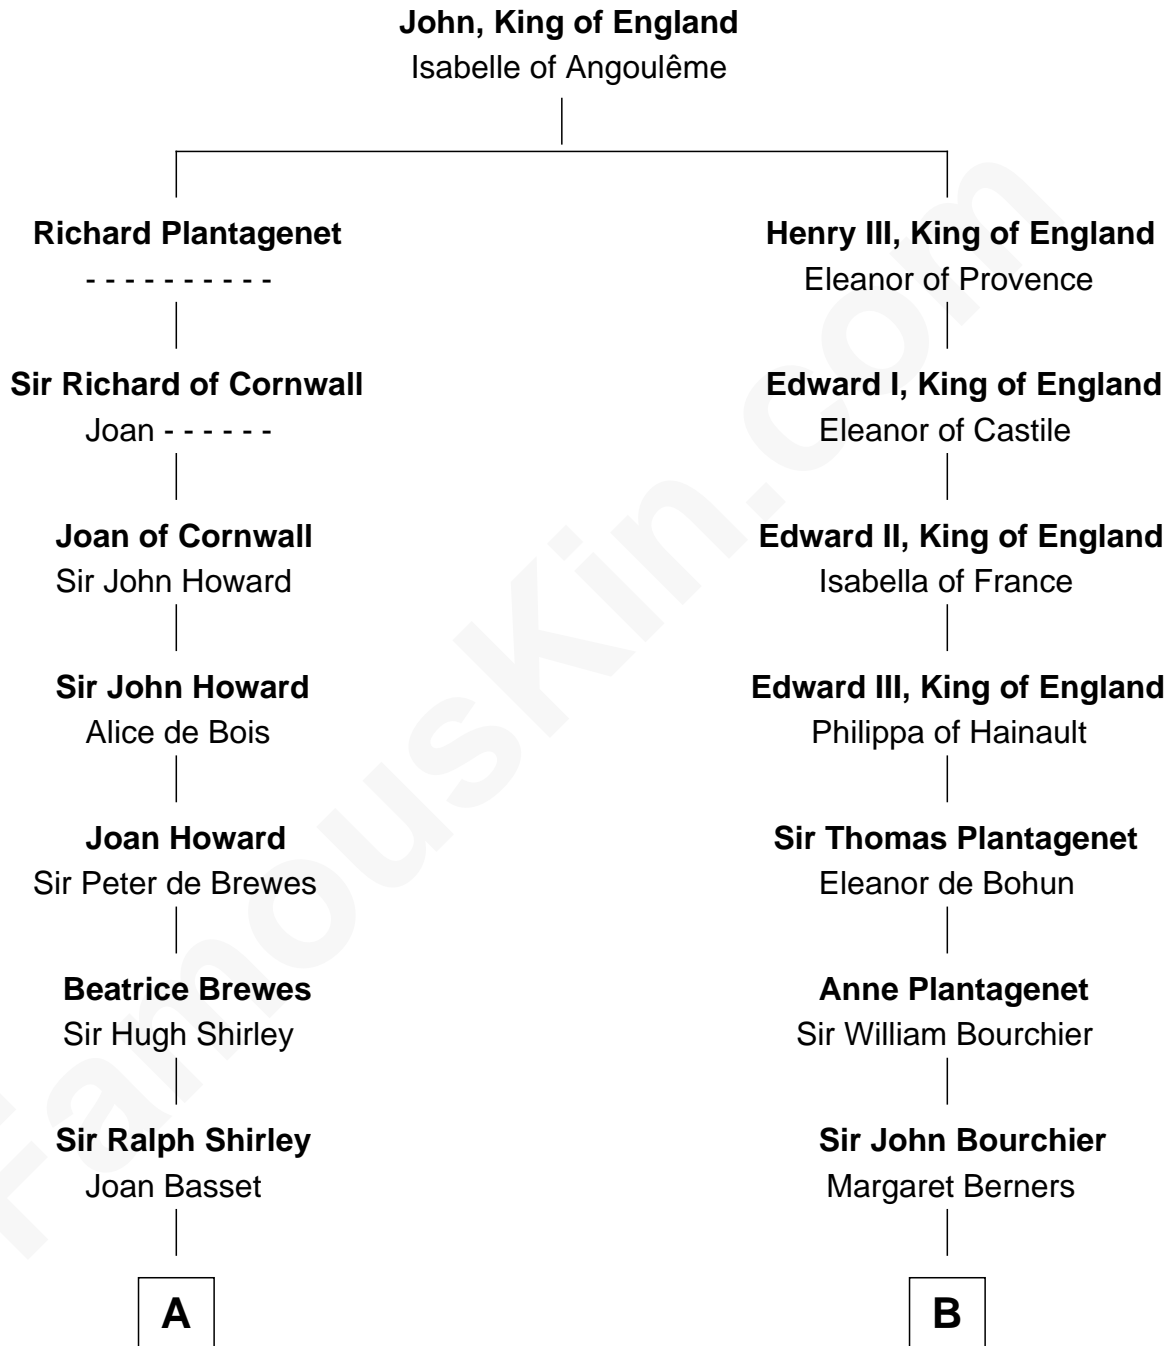 John, King of England
Isabelle of Angoulême
Richard Plantagenet
- - - - - - - - - -
Sir Richard of Cornwall
Joan - - - - - -
Joan of Cornwall
Sir John Howard
Sir John Howard
Alice de Bois
Joan Howard
Sir Peter de Brewes
Beatrice Brewes
Sir Hugh Shirley
Sir Ralph Shirley
Joan Basset
A
Henry III, King of England
Eleanor of Provence
Edward I, King of England
Eleanor of Castile
Edward II, King of England
Isabella of France
Edward III, King of England
Philippa of Hainault
Sir Thomas Plantagenet
Eleanor de Bohun
Anne Plantagenet
Sir William Bourchier
Sir John Bourchier
Margaret Berners
B
FamousKin.com